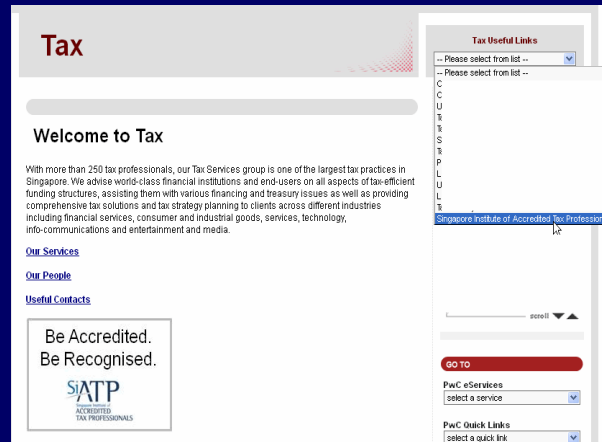 Tax
Tax Useful Links
-- Please select from list --
-- Please select from list --
C
C
U
S
P
L
U
L
Singapore Institute of Accredited Tax Profession
Welcome to Tax
With more than 250 tax professionals, our Tax Services group is one of the largest tax practices in
Singapore. We advise world-class financial institutions and end-users on all aspects of tax-efficient
funding structures, assisting them with various financing and treasury issues as well as providing
comprehensive tax solutions and tax strategy planning to clients across different industries
including financial services, consumer and industrial goods, services, technology,
info-communications and entertainment and media.
Our Services
Our People
Useful Contacts
Be Accredited.
Be Recognised.
SiATP
Singapore Institute of
ACCREDITED
TAX PROFESSIONALS
scroll
GO TO
PwC eServices
select a service
PwC Quick Links
select a quick link